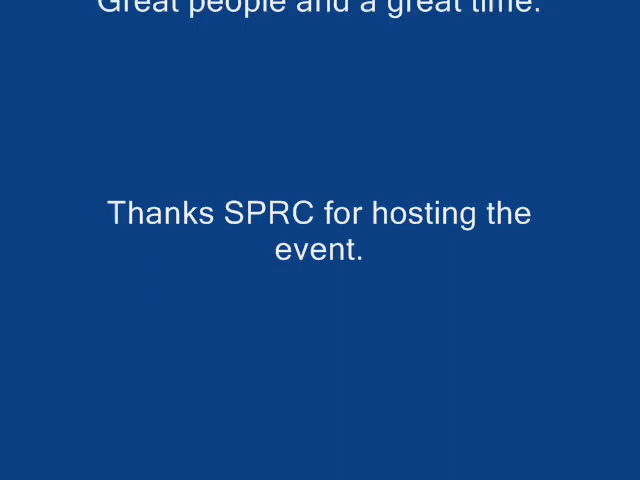 Great people and a great time.
Thanks SPRC for hosting the
event.